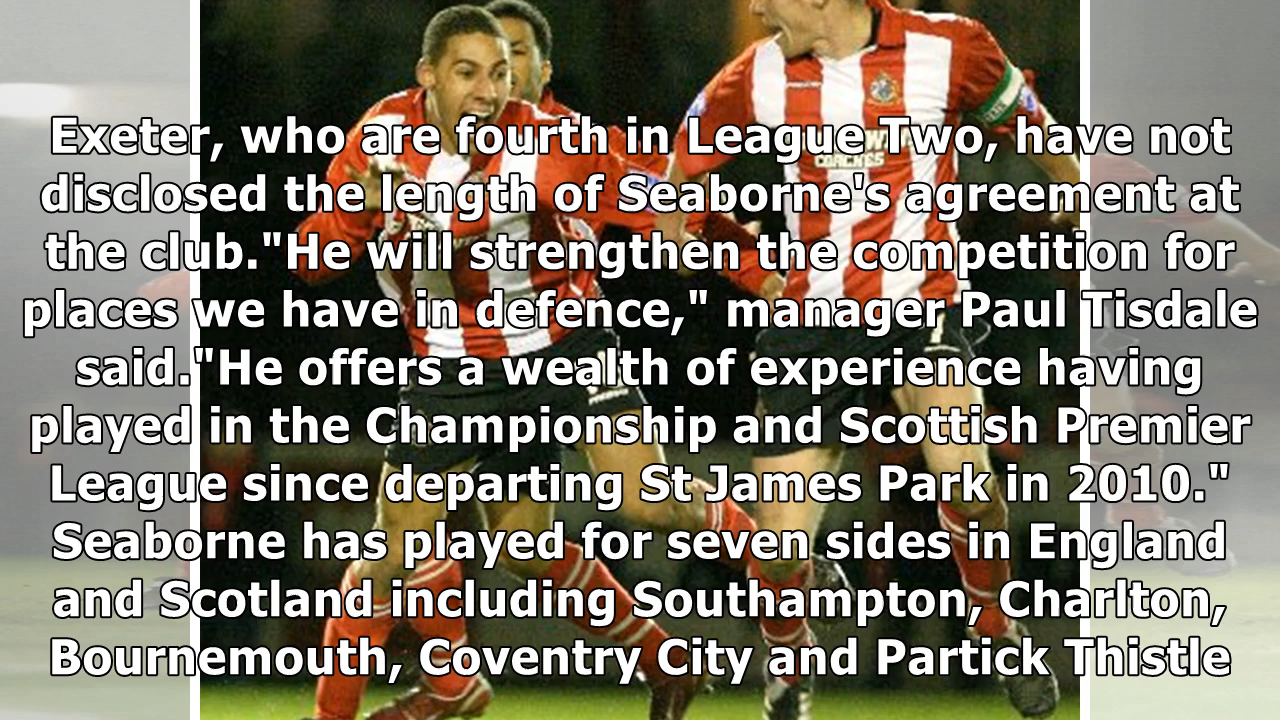 Exeter, who are fourth in League Two, have not
disclosed the length of Seaborne's agreement at
the club."He will strengthen the competition for
places we have in defence," manager Paul Tisdale
said."He offers a wealth of experience having
played in the Championship and Scottish Premier
League since departing St James Park in 2010."
Seaborne has played for seven sides in England
and Scotland including Southampton, Charlton,
Bournemouth, Coventry City and Partick Thistle
COACHES